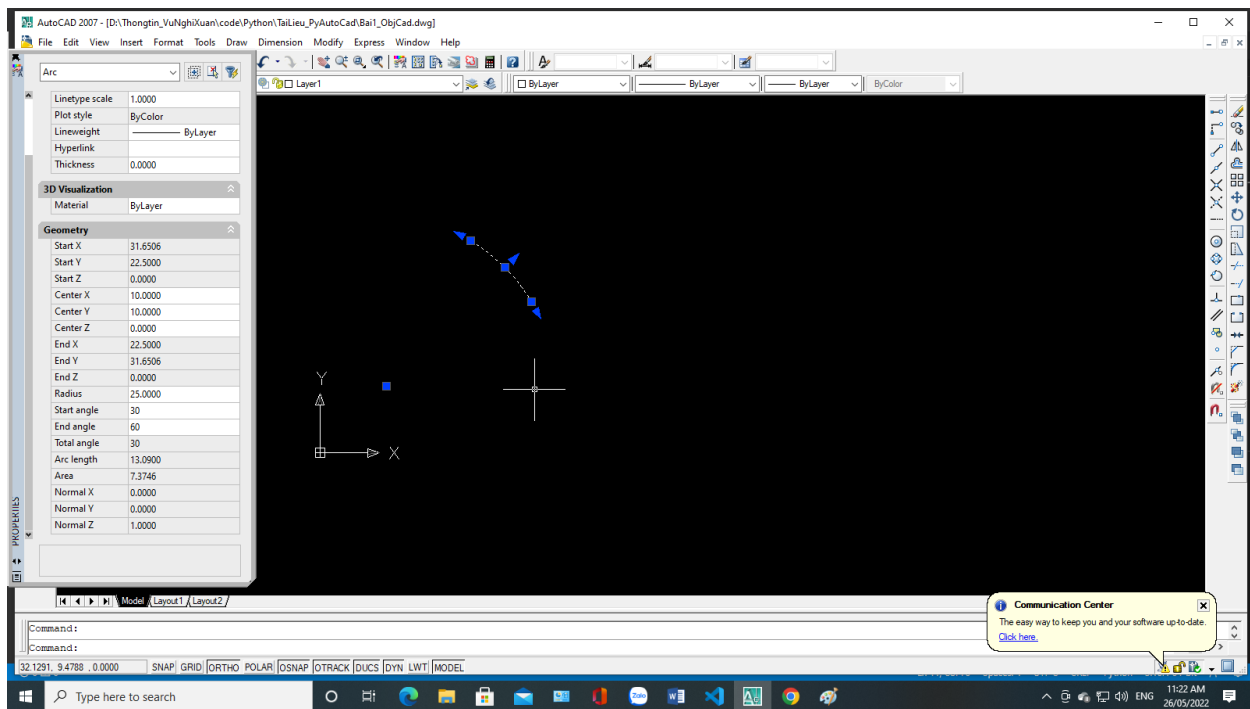 AutoCAD 2007 - [D:\Thongtin_VuNghiXuan\code\Python\TaiLieu_PyAutoCad\Bai1_ObjCad.dwg]
File Edit View Insert Format Tools Draw Dimension Modify Express Window Help
Arc
Layer1 ByLayer ByLayer ByLayer ByColor
Linetype scale 1.0000
Plot style ByColor
Lineweight ByLayer
Hyperlink
Thickness 0.0000
3D Visualization
Material ByLayer
Geometry
Start X 31.6506
Start Y 22.5000
Start Z 0.0000
Center X 10.0000
Center Y 10.0000
Center Z 0.0000
End X 22.5000
End Y 31.6506
End Z 0.0000
Radius 25.0000
Start angle 30
End angle 60
Total angle 30
Arc length 13.0900
Area 7.3746
Normal X 0.0000
Normal Y 0.0000
Normal Z 1.0000
PROPERTIES
Y
X
Model Layout1 Layout2
Communication Center
The easy way to keep you and your software up-to-date.
Click here.
Command:
Command:
32.1291, 9.4788 , 0.0000 SNAP GRID ORTHO POLAR OSNAP OTRACK DUCS DYN LWT MODEL
Type here to search
Zalo
ENG
11:22 AM
26/05/2022